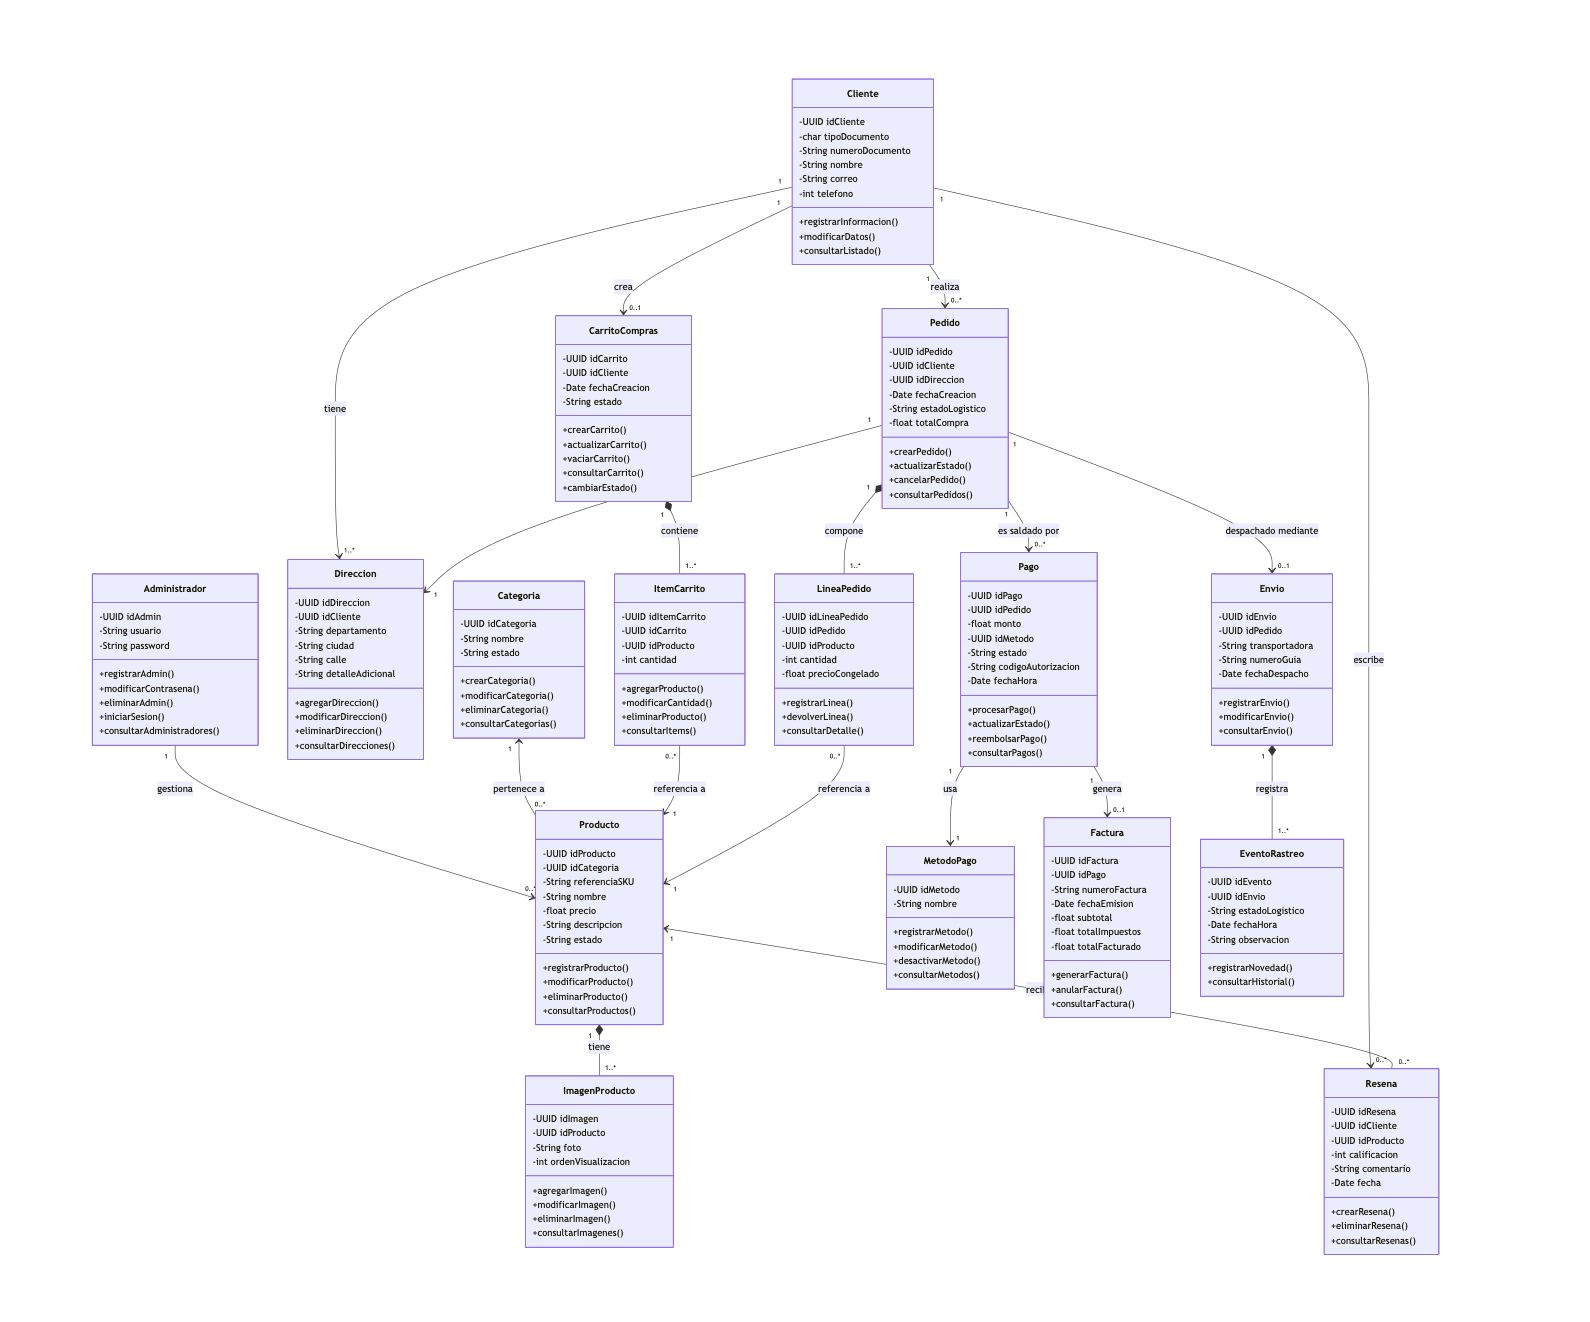 Cliente
-UUID idCliente
-char tipoDocumento
-String numeroDocumento
-String nombre
-String correo
-int telefono
+registrarInformacion()
+modificarDatos()
+consultarListado()
1
1
1
1
crea
realiza
0..1
0..*
tiene
1..*
escribe
0..*
CarritoCompras
-UUID idCarrito
-UUID idCliente
-Date fechaCreacion
-String estado
+crearCarrito()
+actualizarCarrito()
+vaciarCarrito()
+consultarCarrito()
+cambiarEstado()
Pedido
-UUID idPedido
-UUID idCliente
-UUID idDireccion
-Date fechaCreacion
-String estadoLogistico
-float totalCompra
+crearPedido()
+actualizarEstado()
+cancelarPedido()
+consultarPedidos()
1
1
1
1
1
1
contiene
compone
es saldado por
despachado mediante
1..*
1..*
0..*
0..1
1
Administrador
-UUID idAdmin
-String usuario
-String password
+registrarAdmin()
+modificarContrasena()
+eliminarAdmin()
+iniciarSesion()
+consultarAdministradores()
Direccion
-UUID idDireccion
-UUID idCliente
-String departamento
-String ciudad
-String calle
-String detalleAdicional
+agregarDireccion()
+modificarDireccion()
+eliminarDireccion()
+consultarDirecciones()
Categoria
-UUID idCategoria
-String nombre
-String estado
+crearCategoria()
+modificarCategoria()
+eliminarCategoria()
+consultarCategorias()
ItemCarrito
-UUID idItemCarrito
-UUID idCarrito
-UUID idProducto
-int cantidad
+agregarProducto()
+modificarCantidad()
+eliminarProducto()
+consultarItems()
LineaPedido
-UUID idLineaPedido
-UUID idPedido
-UUID idProducto
-int cantidad
-float precioCongelado
+registrarLinea()
+devolverLinea()
+consultarDetalle()
Pago
-UUID idPago
-UUID idPedido
-float monto
-UUID idMetodo
-String estado
-String codigoAutorizacion
-Date fechaHora
+procesarPago()
+actualizarEstado()
+reembolsarPago()
+consultarPagos()
Envio
-UUID idEnvio
-UUID idPedido
-String transportadora
-String numeroGuia
-Date fechaDespacho
+registrarEnvio()
+modificarEnvio()
+consultarEnvio()
1
1
0..*
0..*
1
1
1
gestiona
pertenece a
referencia a
referencia a
usa
genera
registra
0..*
0..*
1
1
1
1
0..1
1..*
Producto
-UUID idProducto
-UUID idCategoria
-String referenciaSKU
-String nombre
-float precio
-String descripcion
-String estado
+registrarProducto()
+modificarProducto()
+eliminarProducto()
+consultarProductos()
MetodoPago
-UUID idMetodo
-String nombre
+registrarMetodo()
+modificarMetodo()
+desactivarMetodo()
+consultarMetodos()
Factura
-UUID idFactura
-UUID idPago
-String numeroFactura
-Date fechaEmision
-float subtotal
-float totalImpuestos
-float totalFacturado
+generarFactura()
+anularFactura()
+consultarFactura()
EventoRastreo
-UUID idEvento
-UUID idEnvio
-String estadoLogistico
-Date fechaHora
-String observacion
+registrarNovedad()
+consultarHistorial()
1
tiene
1..*
0..*
ImagenProducto
-UUID idImagen
-UUID idProducto
-String foto
-int ordenVisualizacion
+agregarImagen()
+modificarImagen()
+eliminarImagen()
+consultarImagenes()
Resena
-UUID idResena
-UUID idCliente
-UUID idProducto
-int calificacion
-String comentario
-Date fecha
+crearResena()
+eliminarResena()
+consultarResenas()